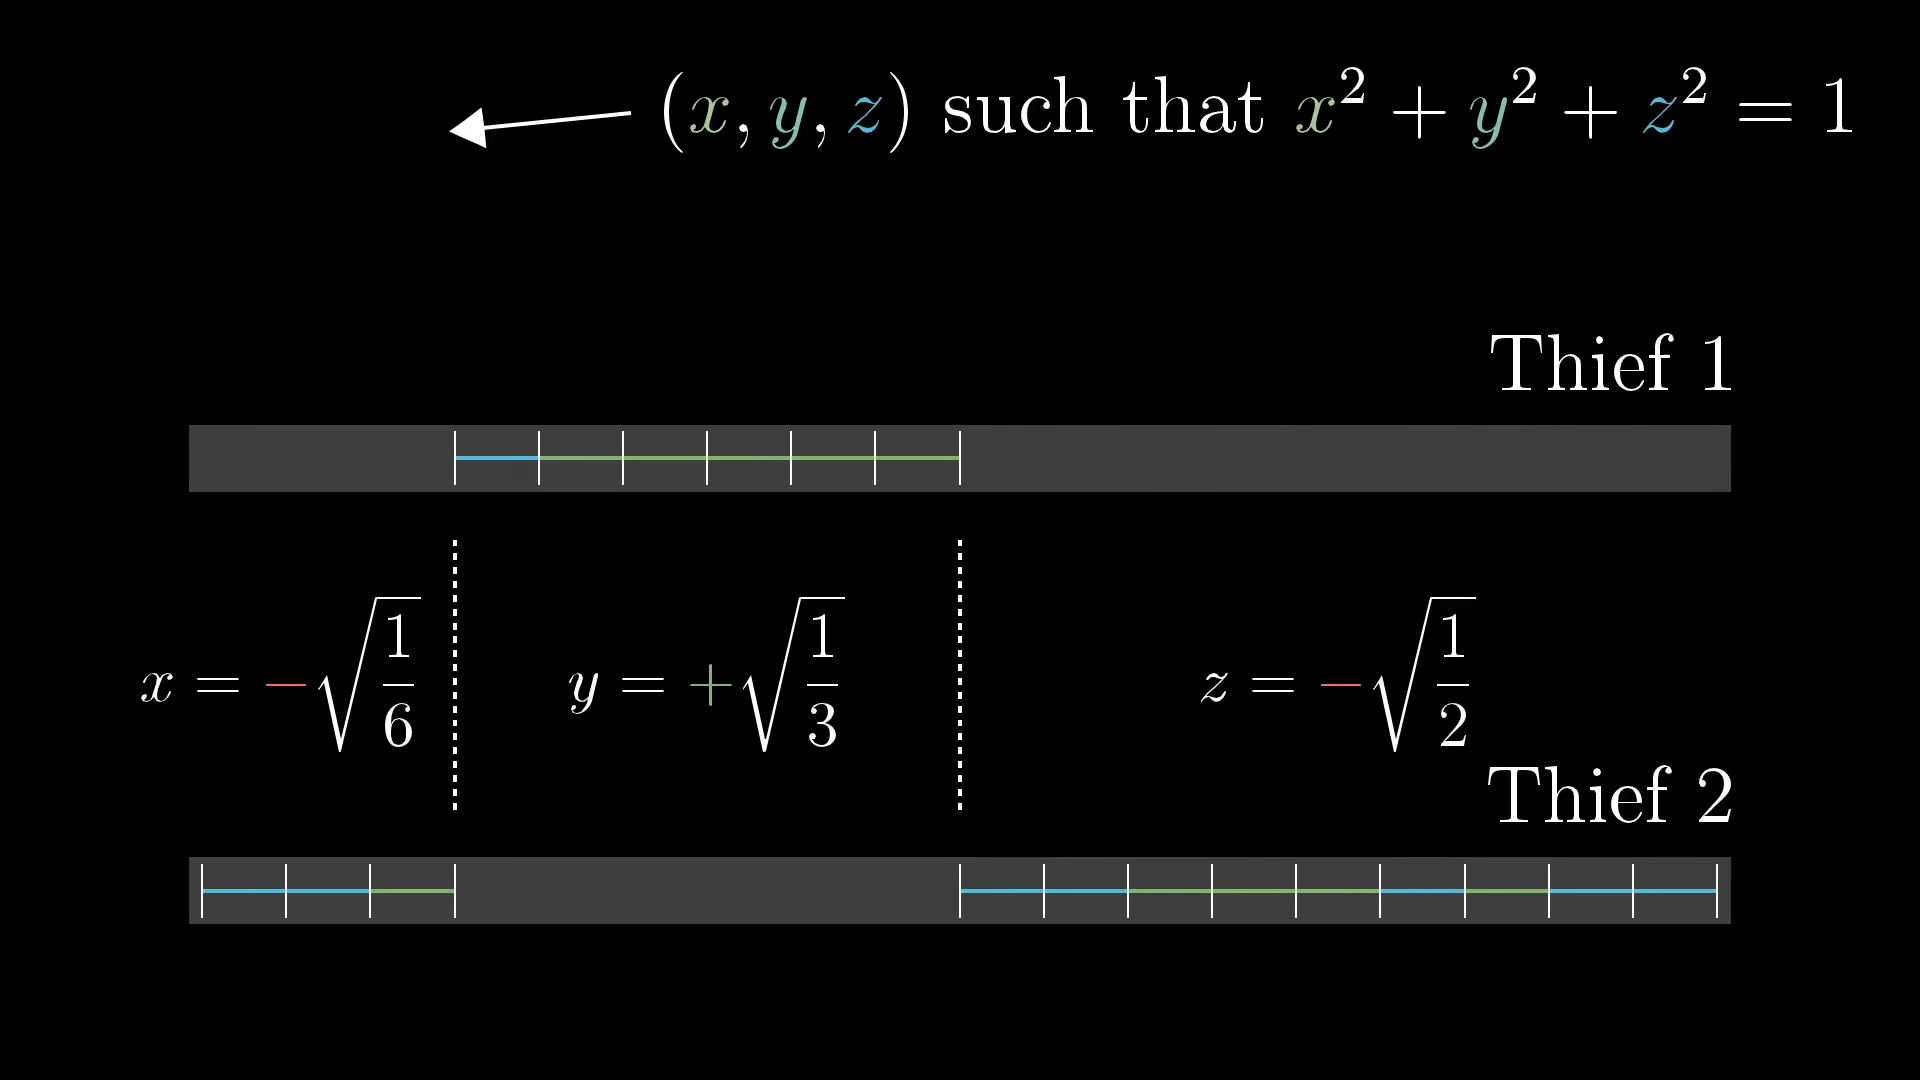 (x, y, z) such that x² + y² + z² = 1
Thief 1
x = −√(1/6)
y = +√(1/3)
z = −√(1/2)
Thief 2